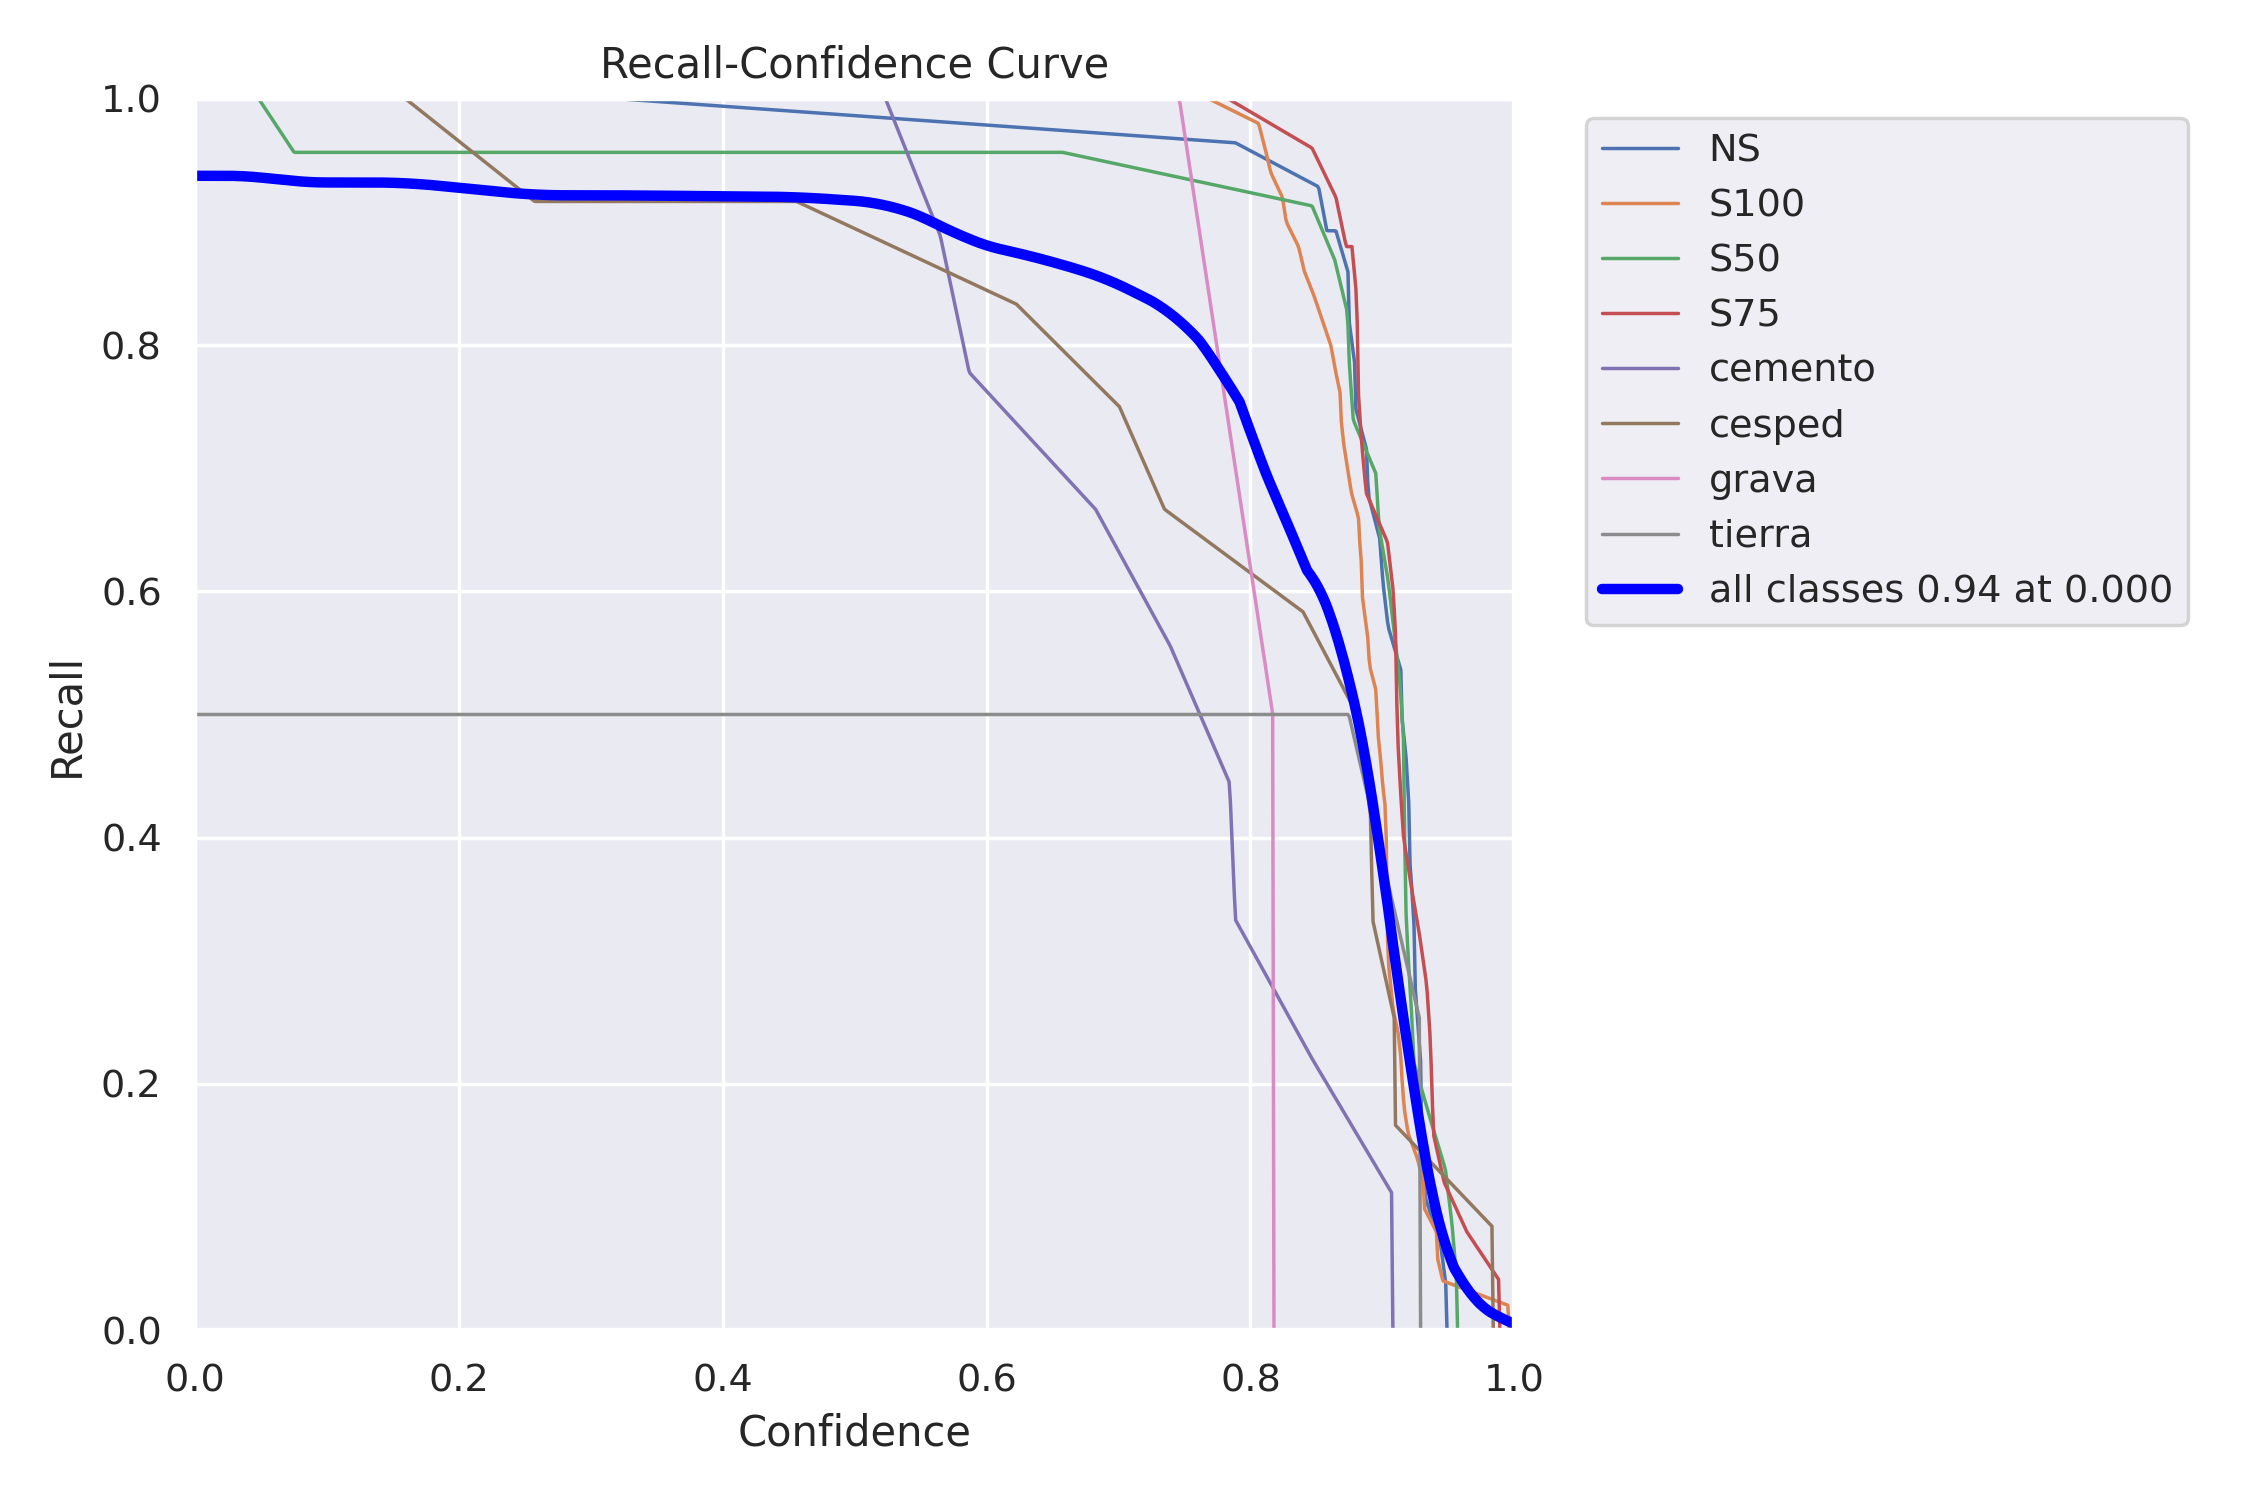 Recall-Confidence Curve
1.0
0.8
0.6
0.4
0.2
0.0
Recall
0.0 0.2 0.4 0.6 0.8 1.0
Confidence
NS
S100
S50
S75
cemento
cesped
grava
tierra
all classes 0.94 at 0.000